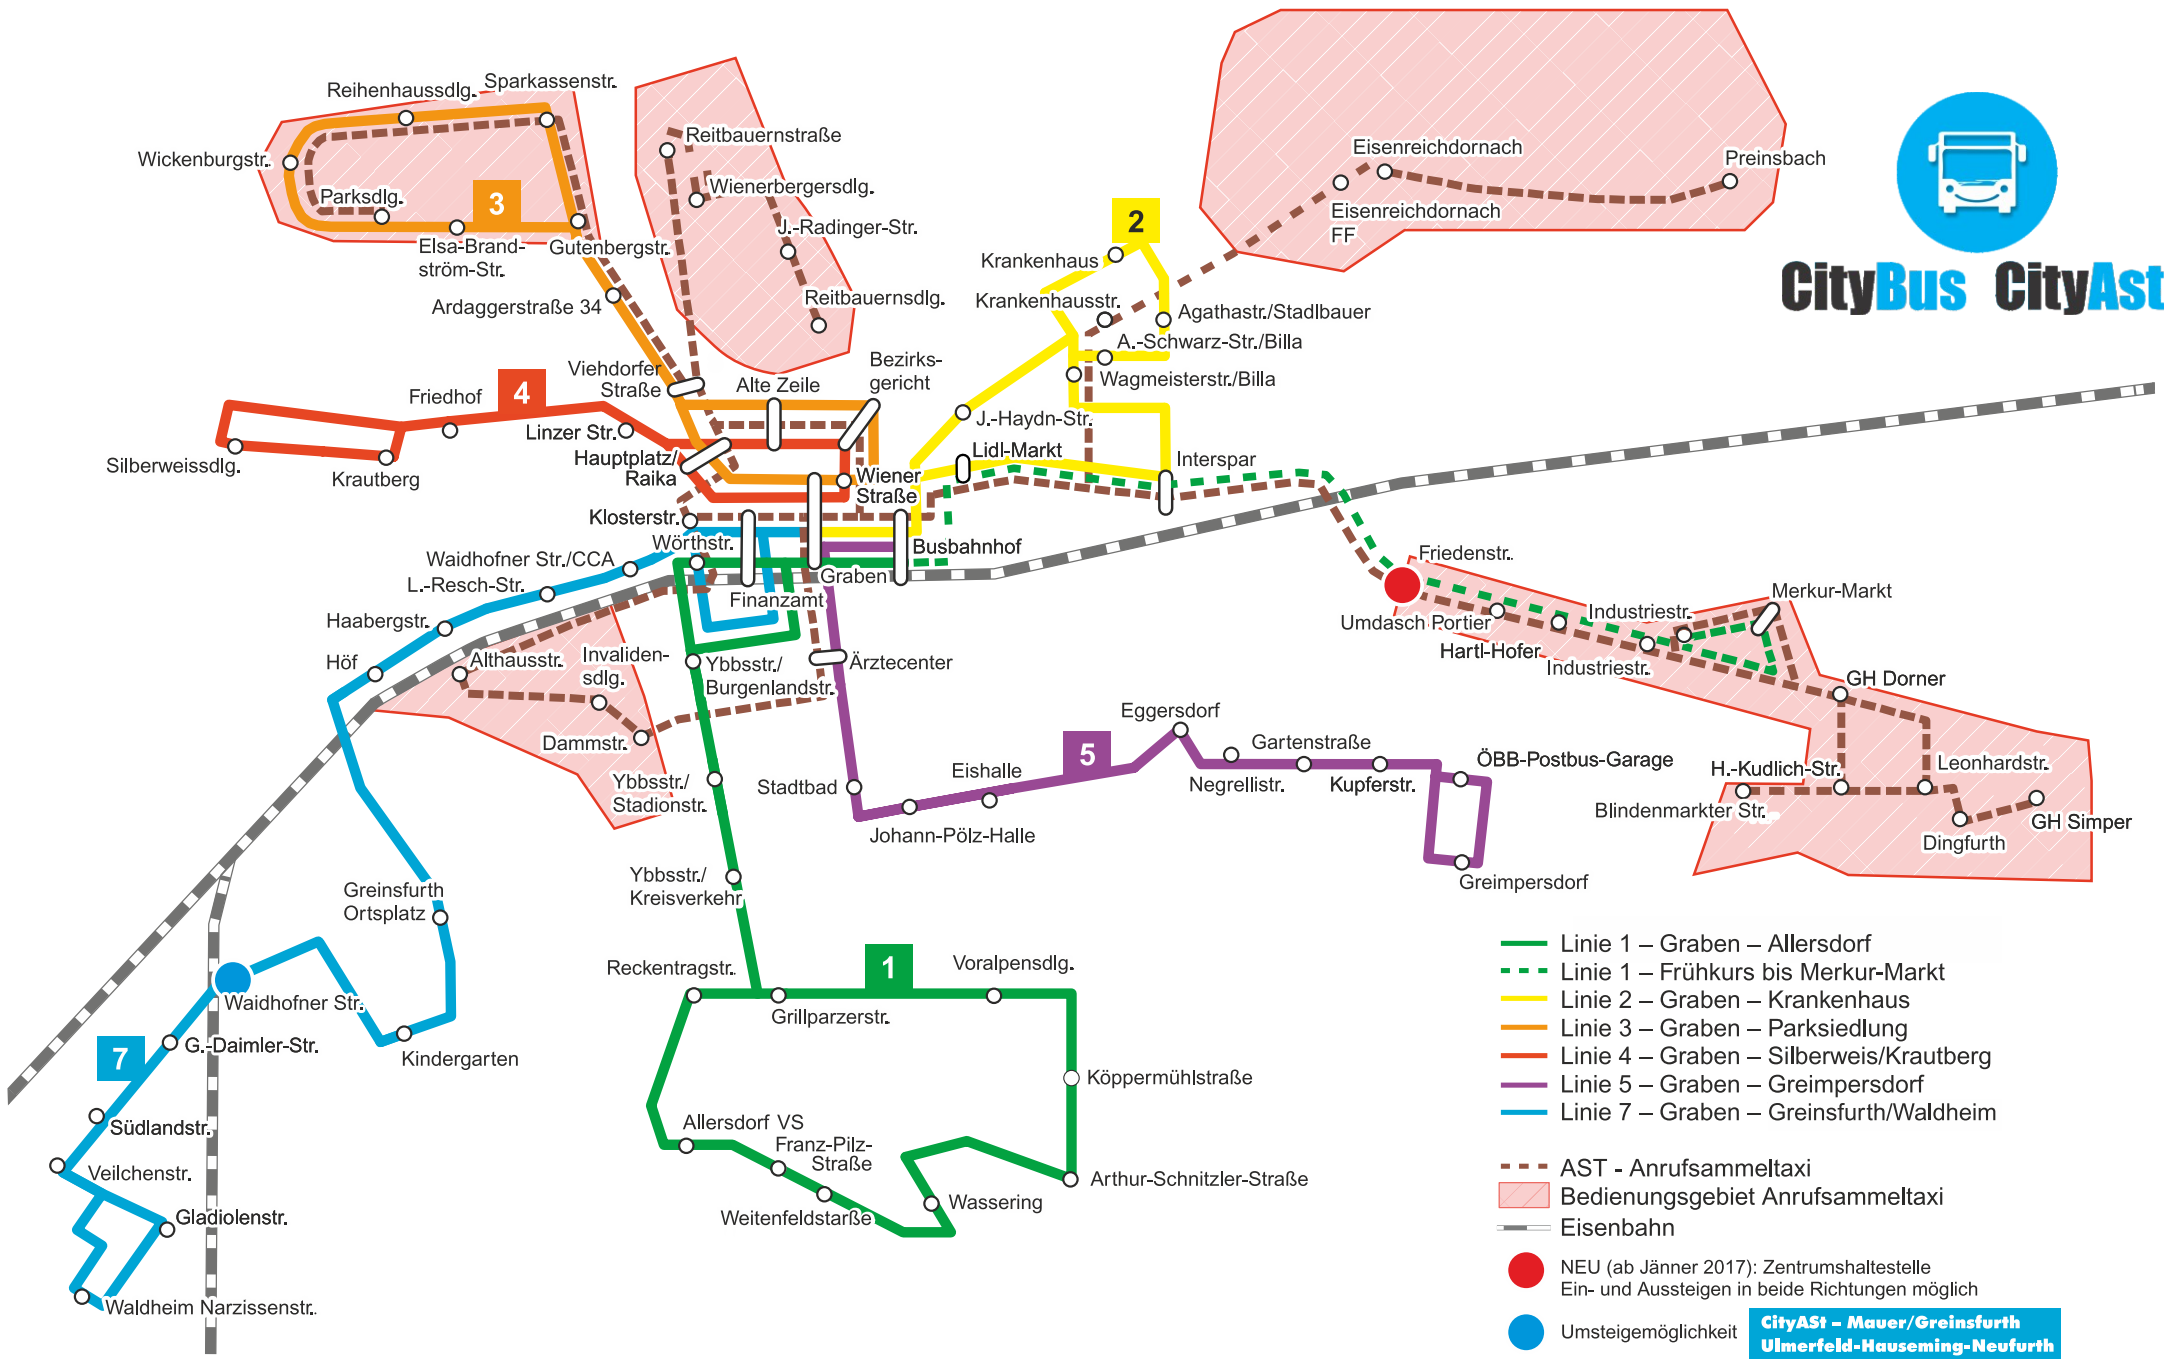 Reihenhaussdlg.
Sparkassenstr.
Wickenburgstr.
Parksdlg.
3
Elsa-Brand-
ström-Str.
Gutenbergstr.
Ardaggerstraße 34
Reitbauernstraße
Wienerbergersdlg.
J.-Radinger-Str.
Reitbauernsdlg.
2
Krankenhaus
Krankenhausstr.
Agathastr./Stadlbauer
A.-Schwarz-Str./Billa
Wagmeisterstr./Billa
J.-Haydn-Str.
Lidl-Markt
Interspar
Eisenreichdornach
Eisenreichdornach
FF
Preinsbach
CityBus CityAst
Viehdorfer
Straße
Alte Zeile
Bezirks-
gericht
4
Friedhof
Linzer Str.
Silberweissdlg.
Krautberg
Hauptplatz/
Raika
Wiener
Straße
Klosterstr.
Wörthstr.
Busbahnhof
Graben
Finanzamt
Waidhofner Str./CCA
L.-Resch-Str.
Haabergstr.
Höf
Althausstr.
Invaliden-
sdlg.
Dammstr.
Ybbsstr./
Burgenlandstr.
Ärztecenter
Ybbsstr./
Stadionstr.
Stadtbad
Ybbsstr./
Kreisverkehr
Friedenstr.
Umdasch Portier
Hartl-Hofer
Industriestr.
Industriestr.
Merkur-Markt
GH Dorner
H.-Kudlich-Str.
Leonhardstr.
Blindenmarkter Str.
Dingfurth
GH Simper
5
Eggersdorf
Eishalle
Johann-Pölz-Halle
Gartenstraße
Negrellistr.
Kupferstr.
ÖBB-Postbus-Garage
Greimpersdorf
Greinsfurth
Ortsplatz
Waidhofner Str.
Kindergarten
7
G.-Daimler-Str.
Südlandstr.
Veilchenstr.
Gladiolenstr.
Waldheim Narzissenstr.
1
Reckentragstr.
Grillparzerstr.
Voralpensdlg.
Köppermühlstraße
Arthur-Schnitzler-Straße
Allersdorf VS
Franz-Pilz-
Straße
Weitenfeldstarße
Wassering
Linie 1 – Graben – Allersdorf
Linie 1 – Frühkurs bis Merkur-Markt
Linie 2 – Graben – Krankenhaus
Linie 3 – Graben – Parksiedlung
Linie 4 – Graben – Silberweis/Krautberg
Linie 5 – Graben – Greimpersdorf
Linie 7 – Graben – Greinsfurth/Waldheim
AST - Anrufsammeltaxi
Bedienungsgebiet Anrufsammeltaxi
Eisenbahn
NEU (ab Jänner 2017): Zentrumshaltestelle
Ein- und Aussteigen in beide Richtungen möglich
Umsteigemöglichkeit
CityASt – Mauer/Greinsfurth
Ulmerfeld-Hauseming-Neufurth